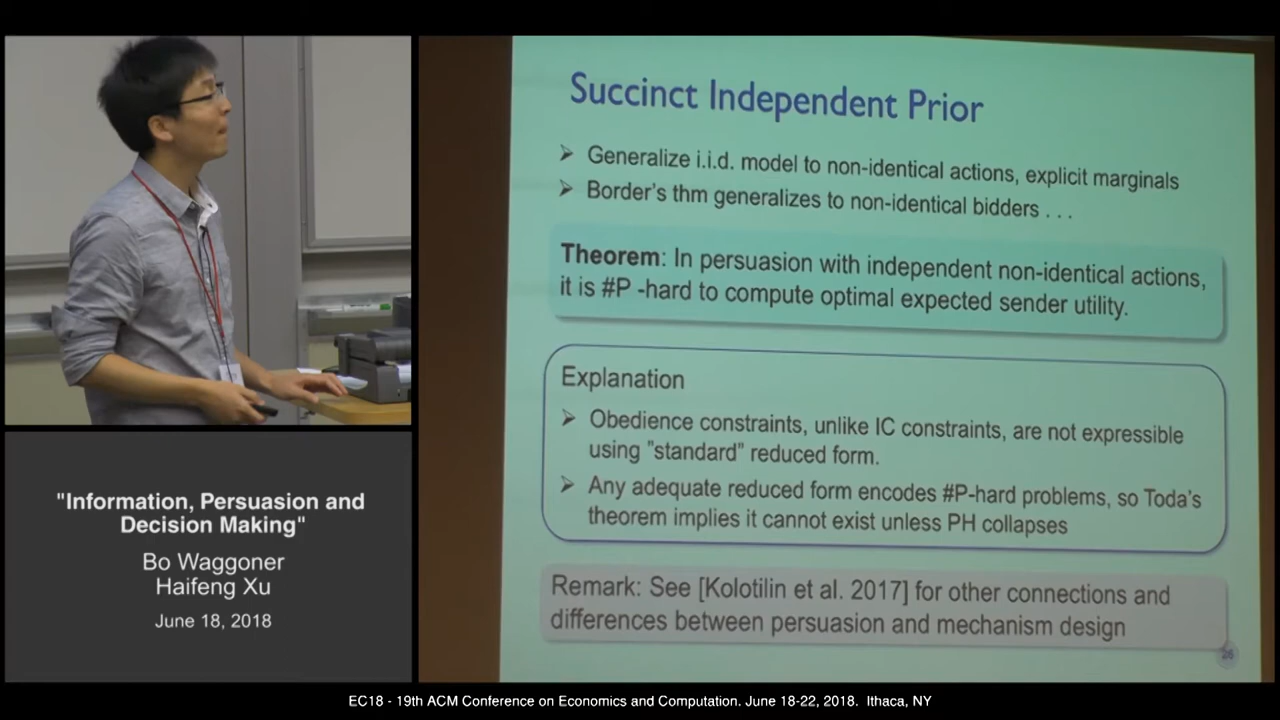 Succinct Independent Prior
Generalize i.i.d. model to non-identical actions, explicit marginals
Border's thm generalizes to non-identical bidders . . .
Theorem: In persuasion with independent non-identical actions,
it is #P -hard to compute optimal expected sender utility.
Explanation
Obedience constraints, unlike IC constraints, are not expressible
using "standard" reduced form.
Any adequate reduced form encodes #P-hard problems, so Toda's
theorem implies it cannot exist unless PH collapses
Remark: See [Kolotilin et al. 2017] for other connections and
differences between persuasion and mechanism design
26
"Information, Persuasion and
Decision Making"
Bo Waggoner
Haifeng Xu
June 18, 2018
EC18 - 19th ACM Conference on Economics and Computation. June 18-22, 2018. Ithaca, NY